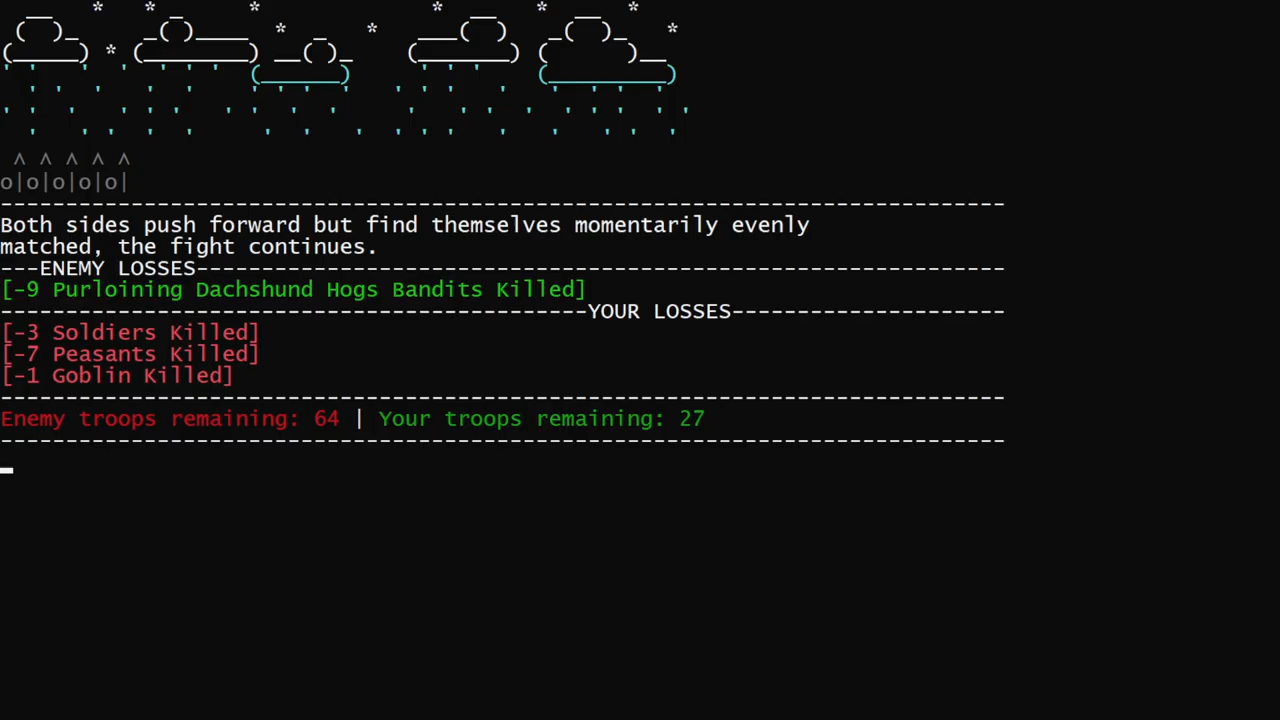 Both sides push forward but find themselves momentarily evenly
matched, the fight continues.
---ENEMY LOSSES--------------------------------------------------------------
[-9 Purloining Dachshund Hogs Bandits Killed]
---------------------------------------------YOUR LOSSES---------------------
[-3 Soldiers Killed]
[-7 Peasants Killed]
[-1 Goblin Killed]
Enemy troops remaining: 64 | Your troops remaining: 27